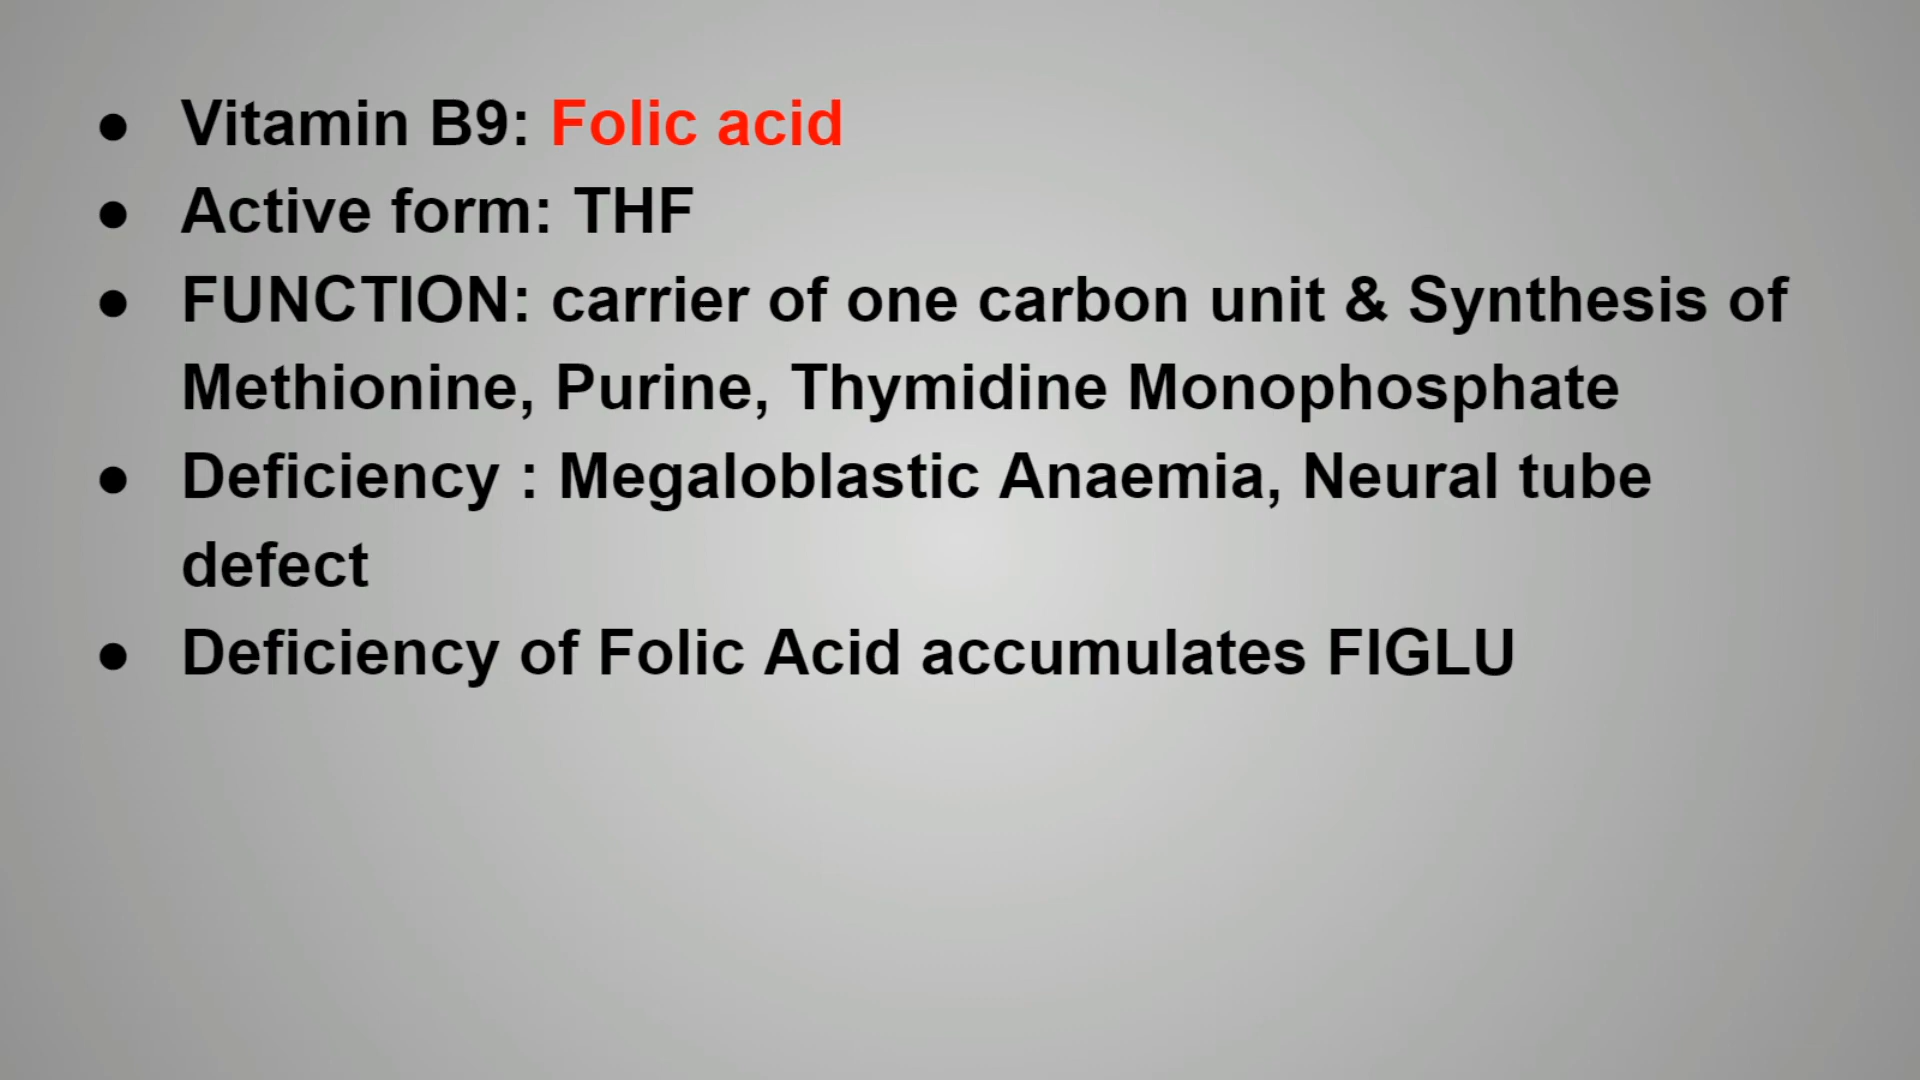 ● Vitamin B9: Folic acid
● Active form: THF
● FUNCTION: carrier of one carbon unit & Synthesis of
Methionine, Purine, Thymidine Monophosphate
● Deficiency : Megaloblastic Anaemia, Neural tube
defect
● Deficiency of Folic Acid accumulates FIGLU